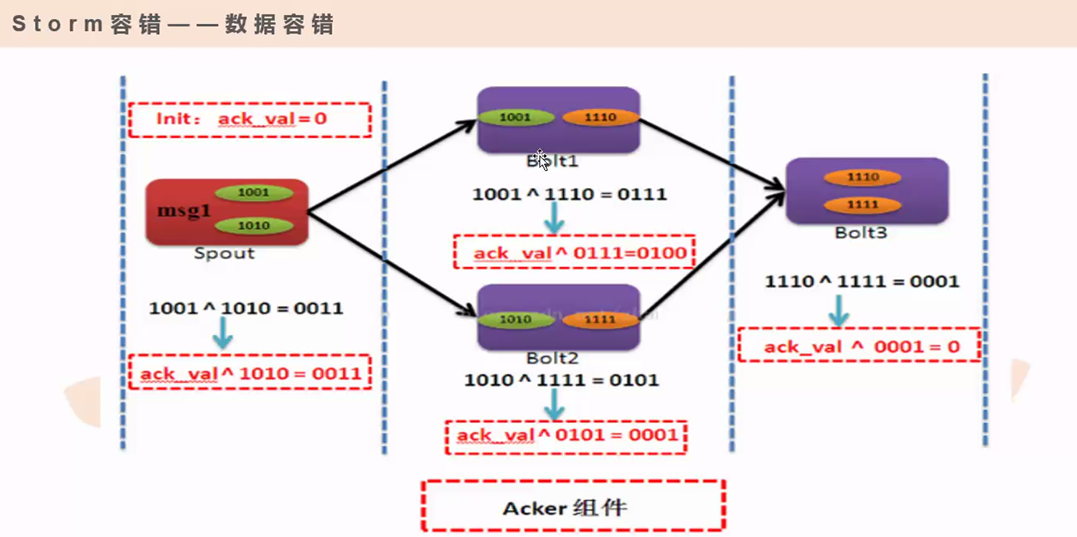 Storm容错——数据容错
Init: ack_val=0
msg1
1001
1010
Spout
1001 ^ 1010 = 0011
ack_val ^ 1010 = 0011
1001 1110
Bolt1
1001 ^ 1110 = 0111
ack_val ^ 0111=0100
1010 1111
Bolt2
1010 ^ 1111 = 0101
ack_val ^ 0101 = 0001
1110
1111
Bolt3
1110 ^ 1111 = 0001
ack_val ^ 0001 = 0
Acker 组件